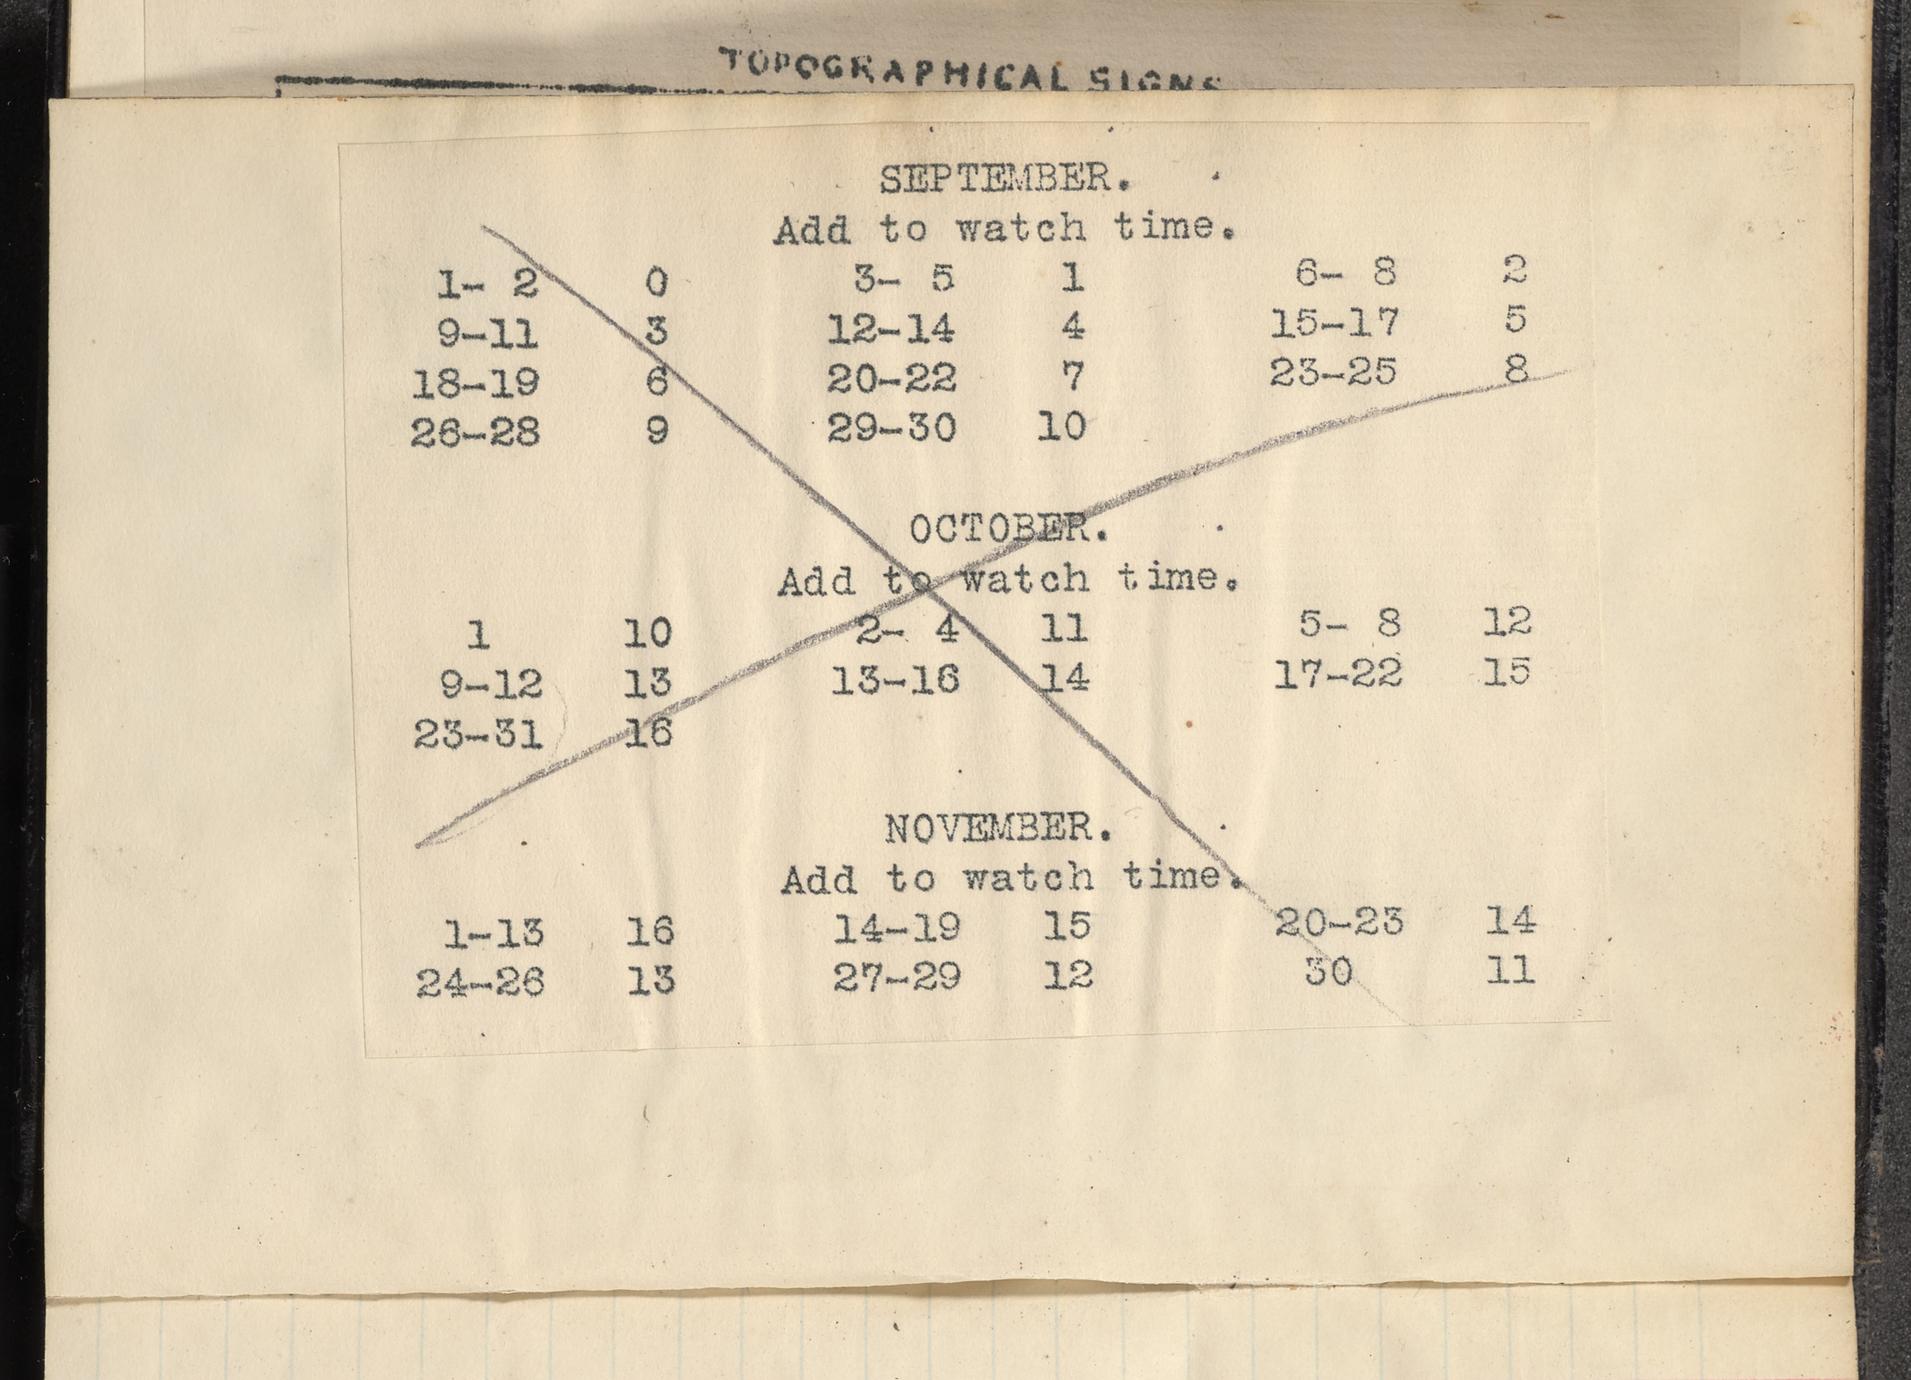 TOPOGRAPHICAL SIGNS
SEPTEMBER.
Add to watch time.
1- 2 0 3- 5 1 6- 8 2
9-11 3 12-14 4 15-17 5
18-19 6 20-22 7 23-25 8
26-28 9 29-30 10
OCTOBER.
Add to watch time.
1 10 2- 4 11 5- 8 12
9-12 13 13-16 14 17-22 15
23-31 16
NOVEMBER.
Add to watch time.
1-13 16 14-19 15 20-23 14
24-26 13 27-29 12 30 11